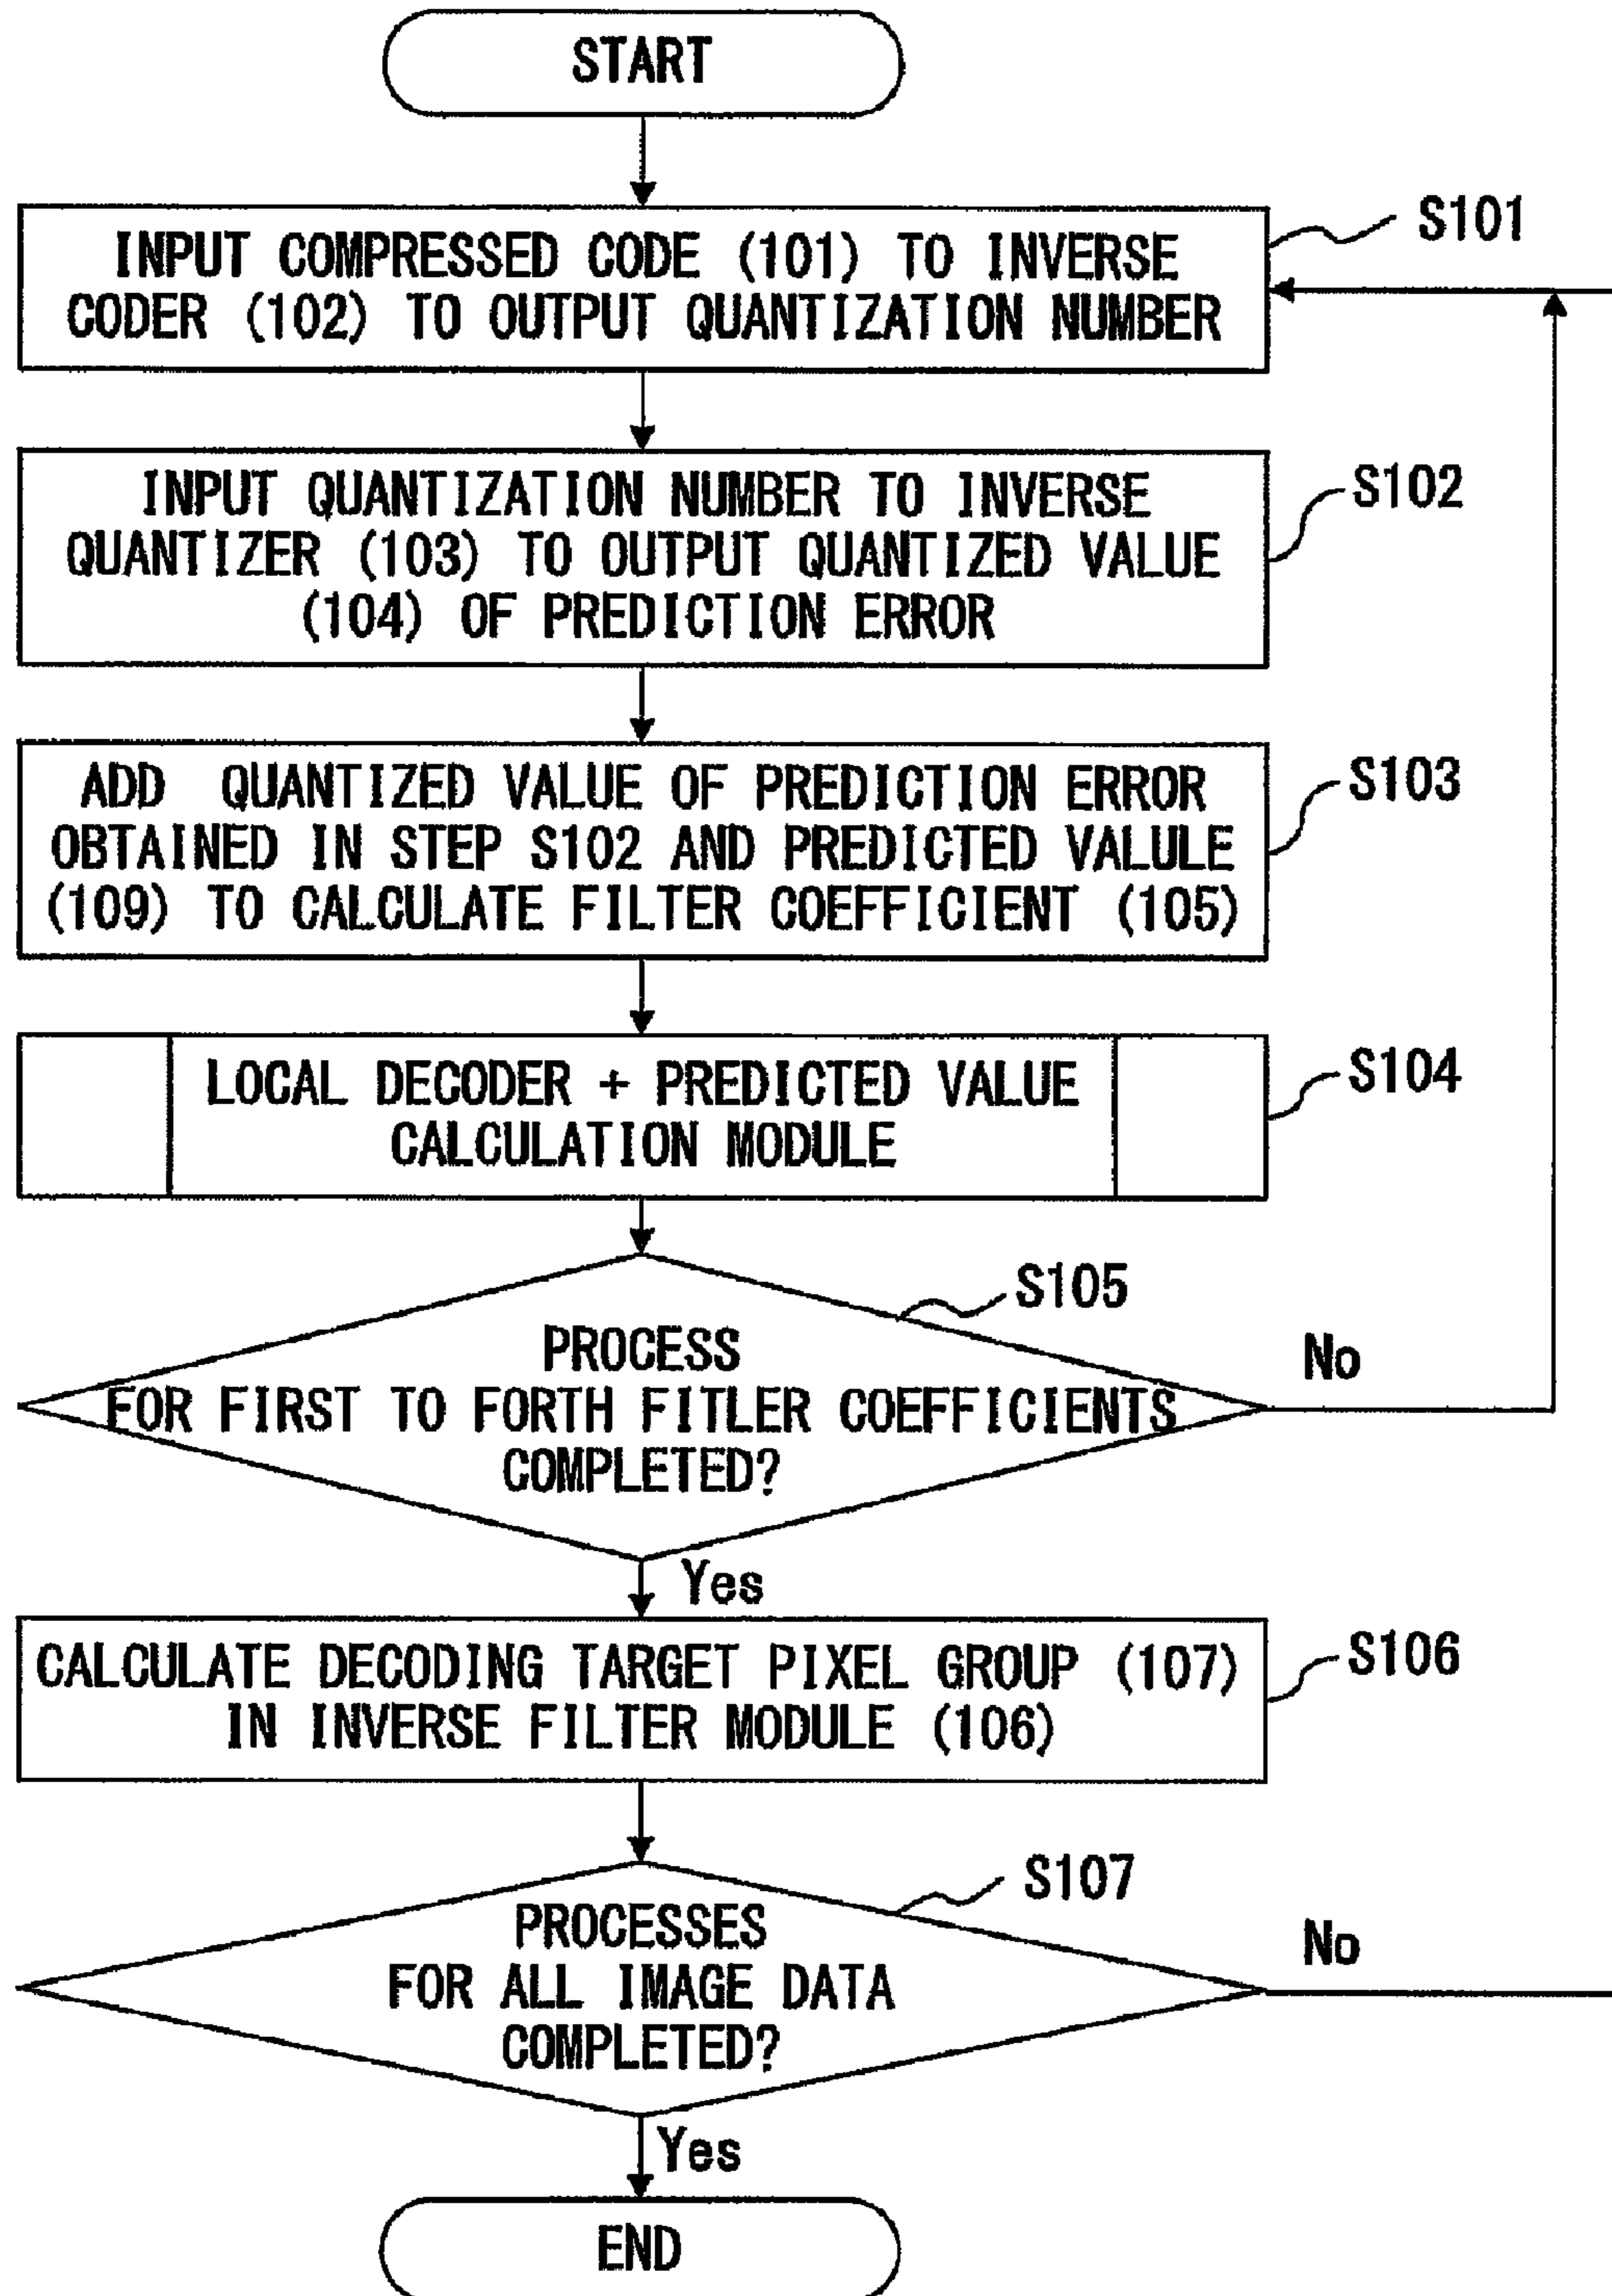 START
S101
INPUT COMPRESSED CODE (101) TO INVERSE
CODER (102) TO OUTPUT QUANTIZATION NUMBER
S102
INPUT QUANTIZATION NUMBER TO INVERSE
QUANTIZER (103) TO OUTPUT QUANTIZED VALUE
(104) OF PREDICTION ERROR
S103
ADD QUANTIZED VALUE OF PREDICTION ERROR
OBTAINED IN STEP S102 AND PREDICTED VALULE
(109) TO CALCULATE FILTER COEFFICIENT (105)
S104
LOCAL DECODER + PREDICTED VALUE
CALCULATION MODULE
S105
PROCESS
FOR FIRST TO FORTH FITLER COEFFICIENTS
COMPLETED?
No
Yes
S106
CALCULATE DECODING TARGET PIXEL GROUP (107)
IN INVERSE FILTER MODULE (106)
S107
PROCESSES
FOR ALL IMAGE DATA
COMPLETED?
No
Yes
END